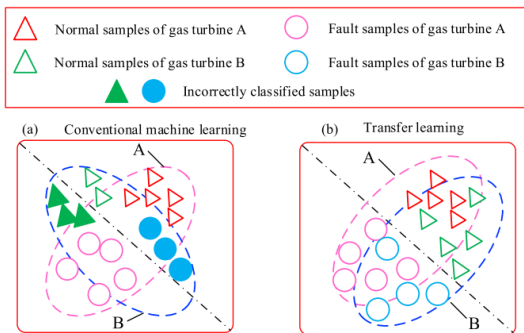 Normal samples of gas turbine A
Fault samples of gas turbine A
Normal samples of gas turbine B
Fault samples of gas turbine B
Incorrectly classified samples
(a) Conventional machine learning
(b) Transfer learning
A
A
B
B